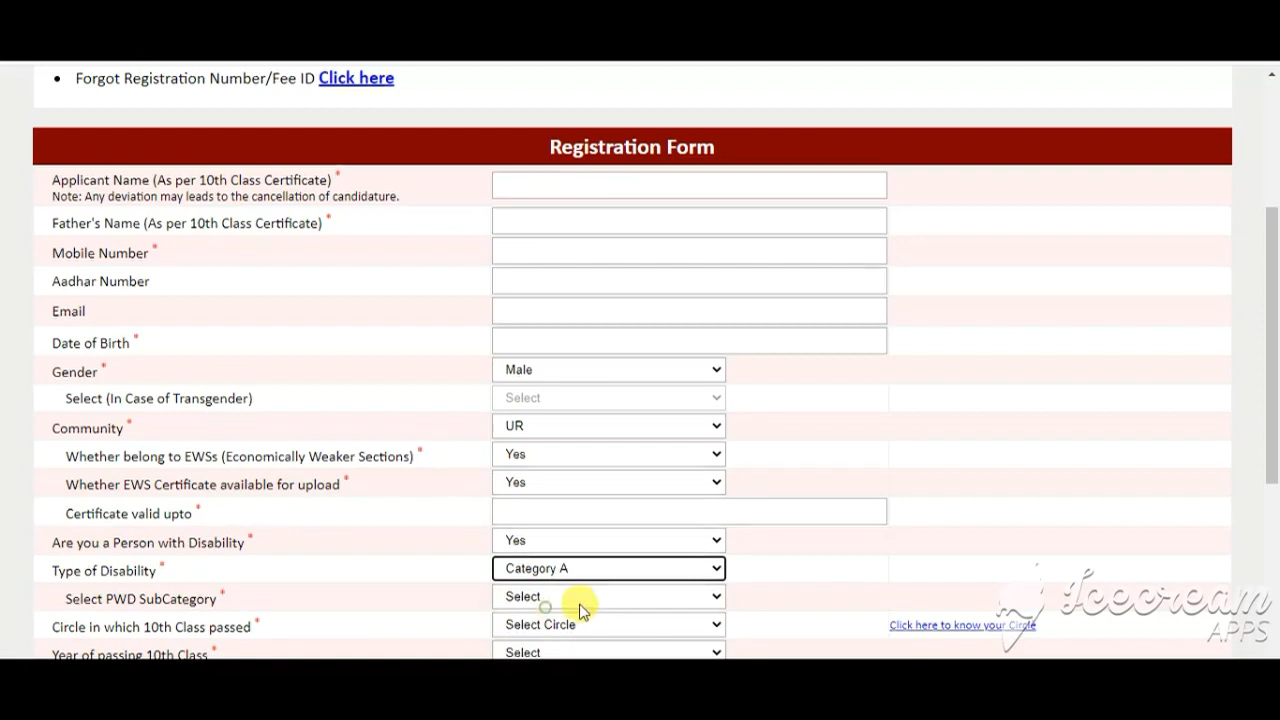 Forgot Registration Number/Fee ID Click here
Registration Form
Applicant Name (As per 10th Class Certificate) *
Note: Any deviation may leads to the cancellation of candidature.
Father's Name (As per 10th Class Certificate) *
Mobile Number *
Aadhar Number
Email
Date of Birth *
Gender * Male
Select (In Case of Transgender) Select
Community * UR
Whether belong to EWSs (Economically Weaker Sections) * Yes
Whether EWS Certificate available for upload * Yes
Certificate valid upto *
Are you a Person with Disability * Yes
Type of Disability * Category A
Select PWD SubCategory * Select
Circle in which 10th Class passed * Select Circle Click here to know your Circle
Year of passing 10th Class * Select
Icecream
APPS